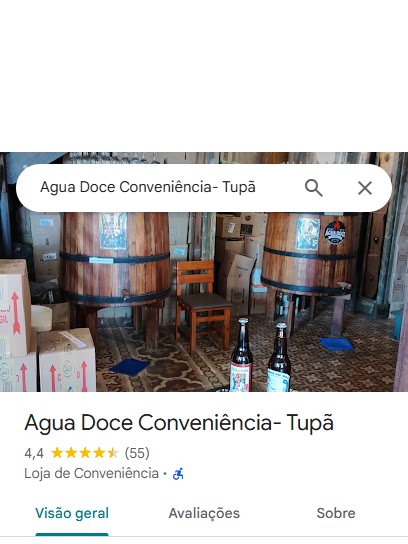 Agua Doce Conveniência- Tupã
Agua Doce Conveniência- Tupã
4,4 (55)
Loja de Conveniência ·
Visão geral
Avaliações
Sobre